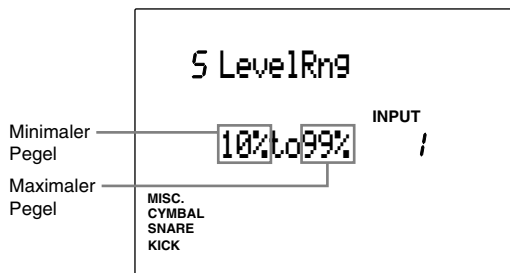 5 LevelRng
INPUT
Minimaler
Pegel
10%to99%
1
Maximaler
Pegel
MISC.
CYMBAL
SNARE
KICK